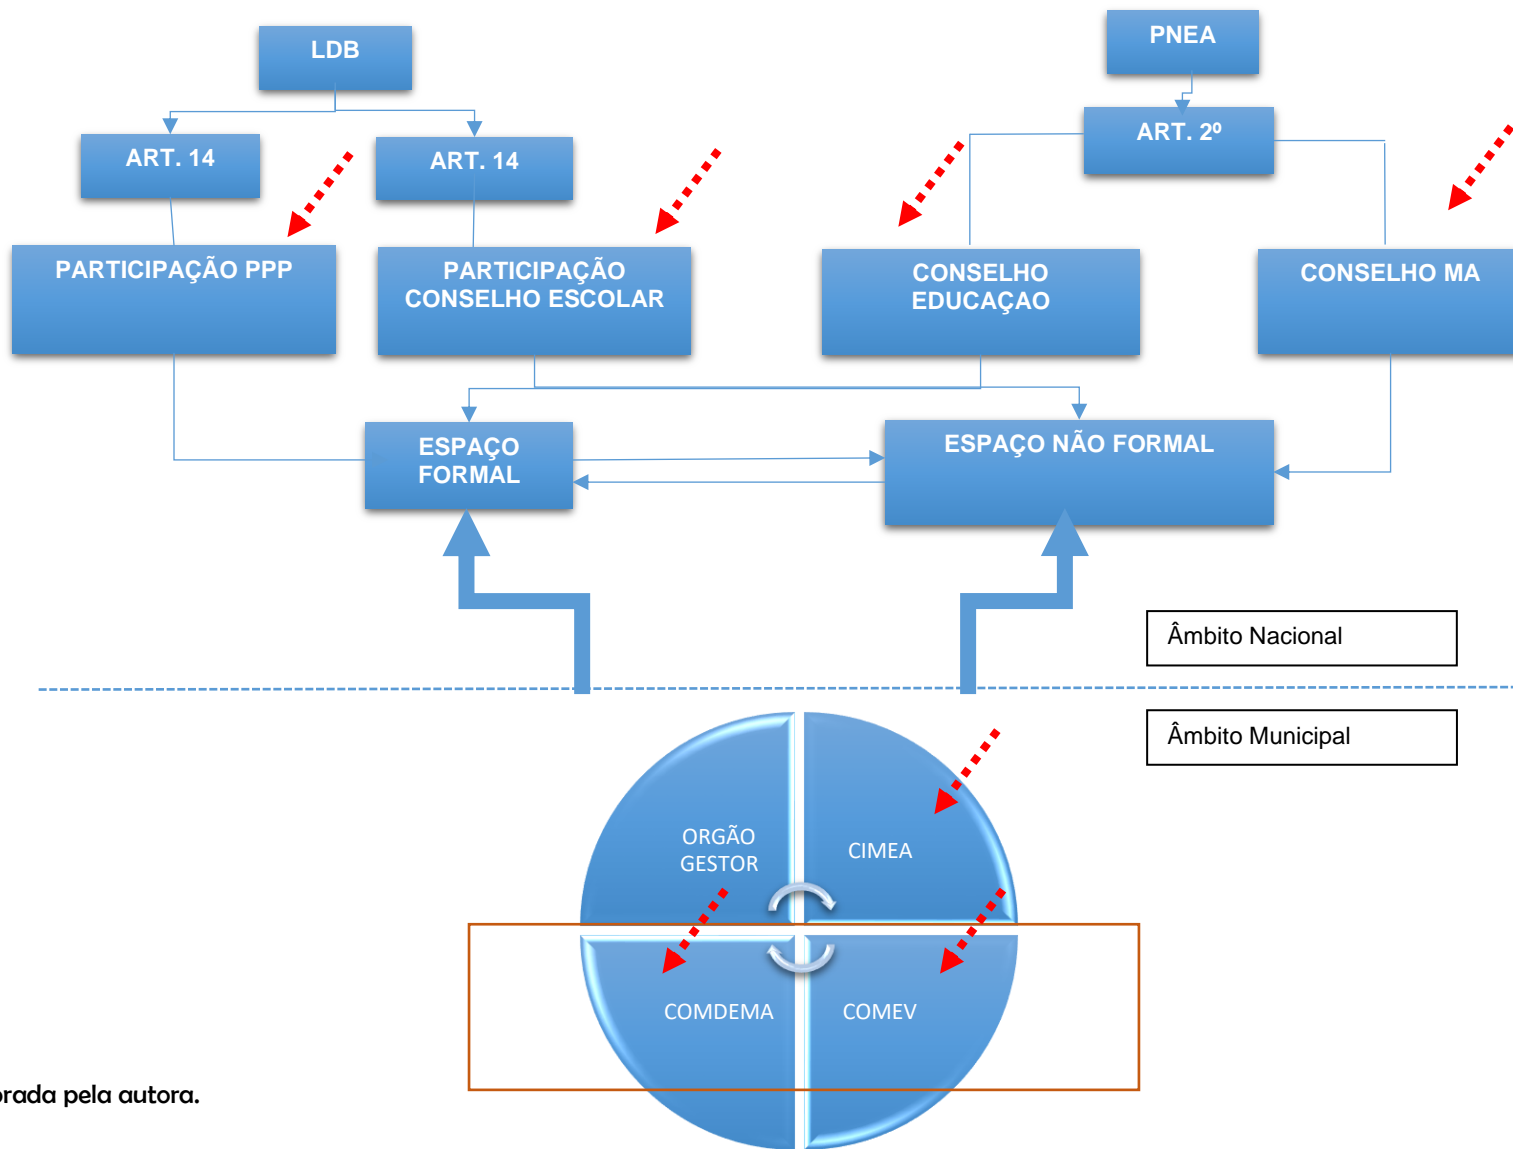 LDB
PNEA
ART. 14
ART. 14
ART. 2º
PARTICIPAÇÃO PPP
PARTICIPAÇÃO
CONSELHO ESCOLAR
CONSELHO
EDUCAÇAO
CONSELHO MA
ESPAÇO
FORMAL
ESPAÇO NÃO FORMAL
Âmbito Nacional
Âmbito Municipal
ORGÃO
GESTOR
CIMEA
COMDEMA
COMEV
orada pela autora.